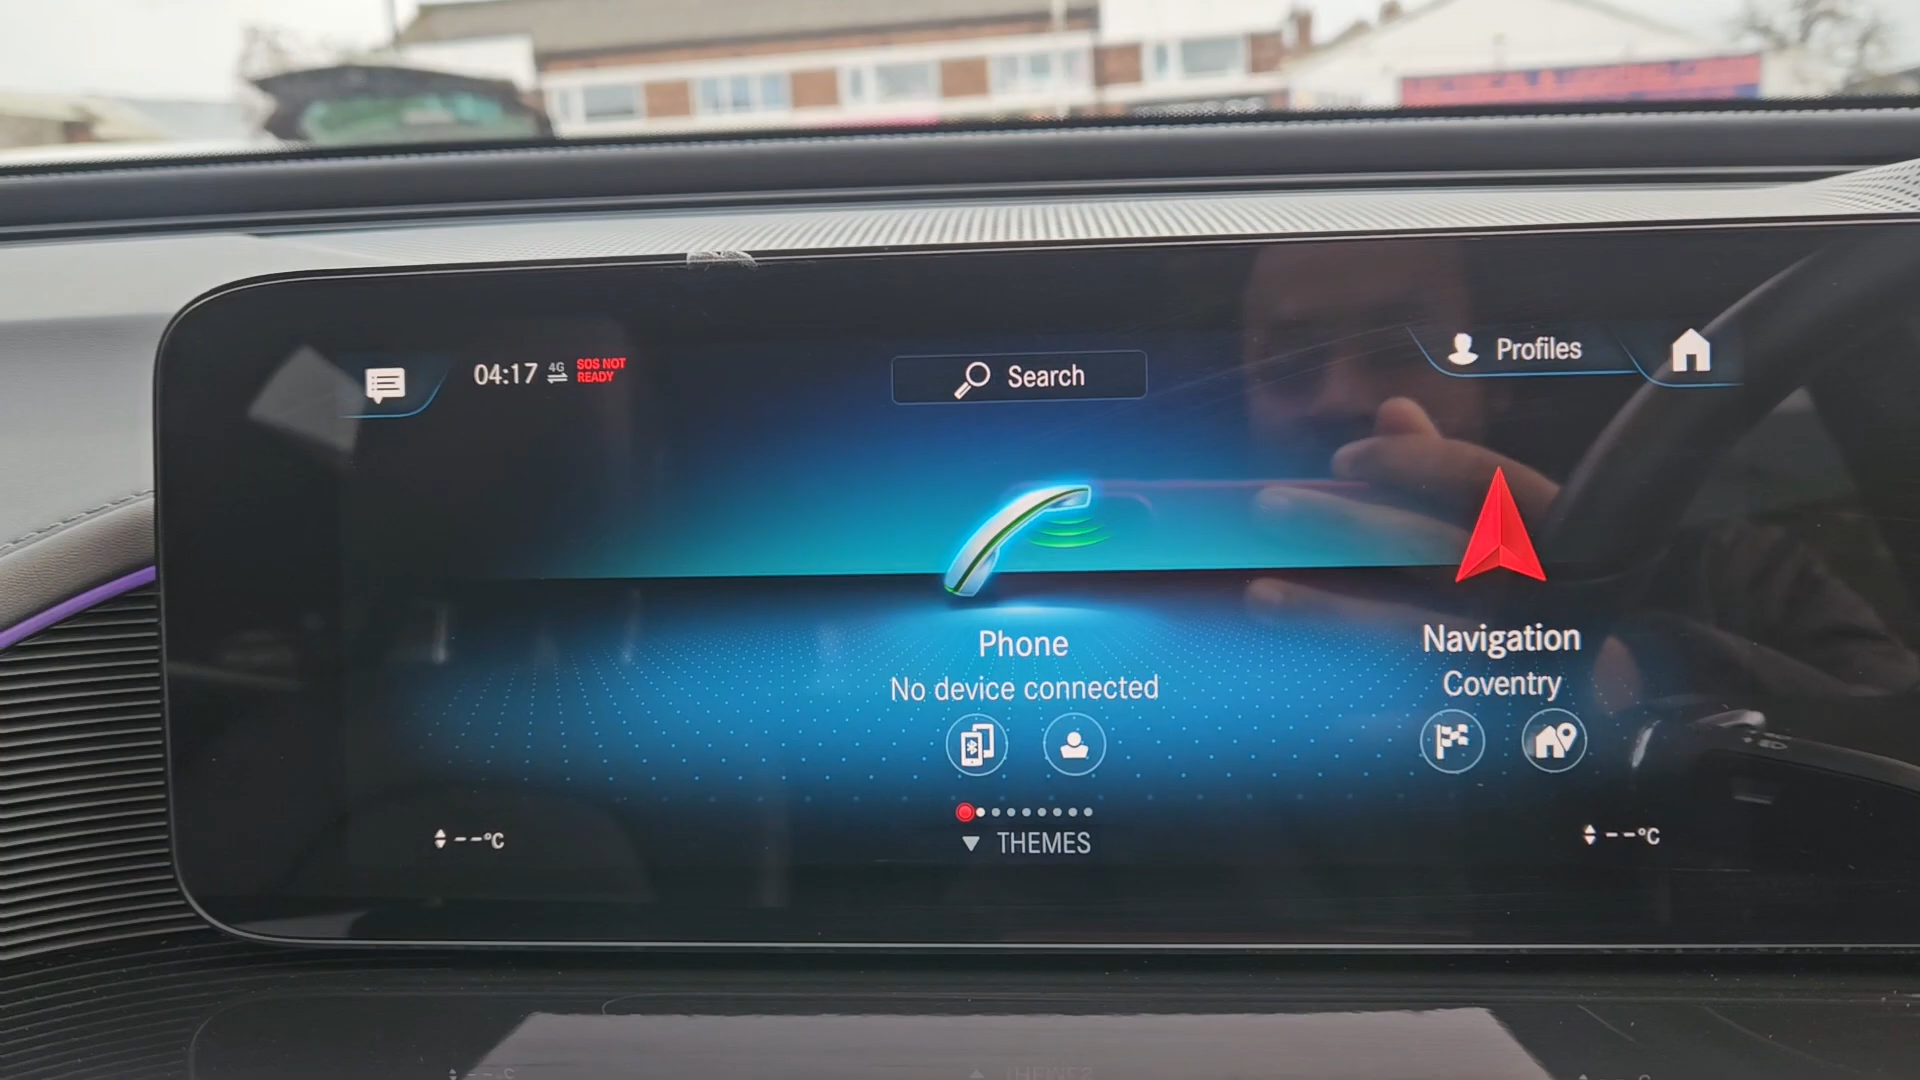 04:17 4G SOS NOT READY
Search
Profiles
Phone
No device connected
Navigation
Coventry
--°C
THEMES
--°C